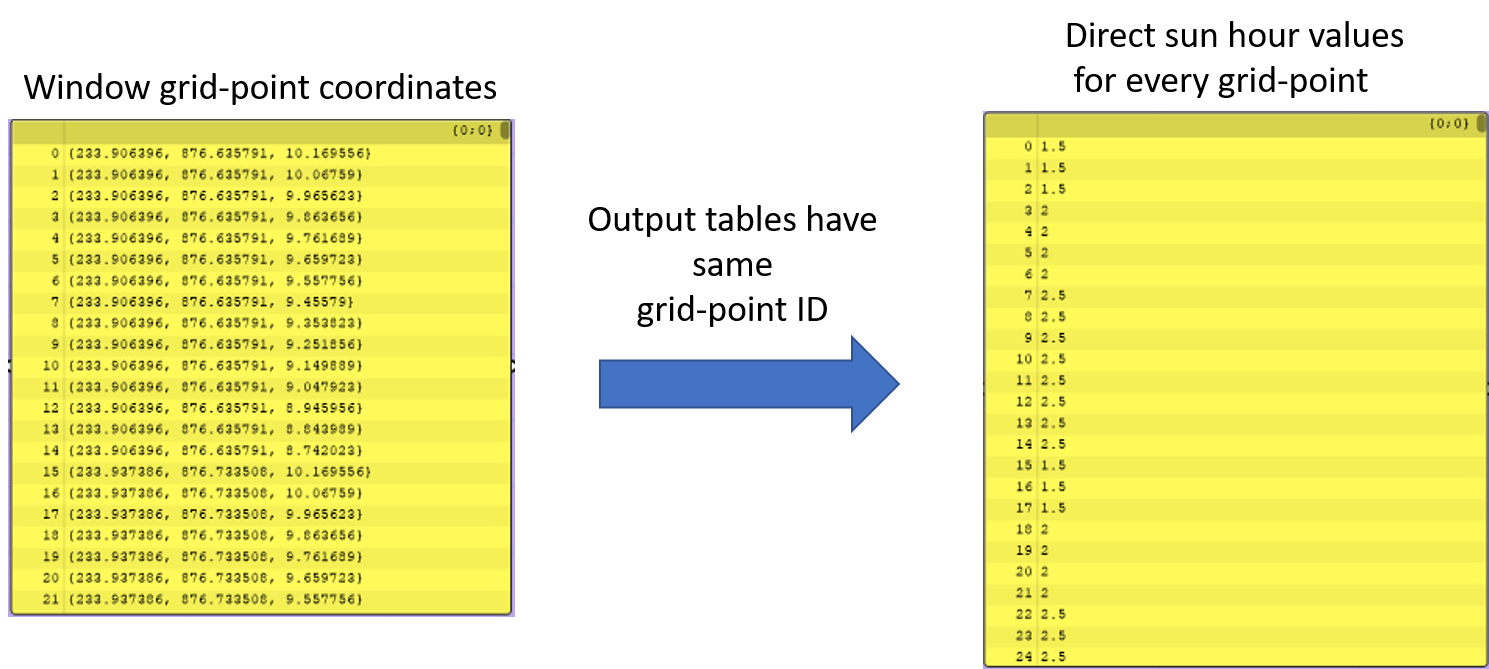 Window grid-point coordinates
{0;0}
0 {233.906396, 876.635791, 10.169556}
1 {233.906396, 876.635791, 10.06759}
2 {233.906396, 876.635791, 9.965623}
3 {233.906396, 876.635791, 9.863656}
4 {233.906396, 876.635791, 9.761689}
5 {233.906396, 876.635791, 9.659723}
6 {233.906396, 876.635791, 9.557756}
7 {233.906396, 876.635791, 9.45579}
8 {233.906396, 876.635791, 9.353823}
9 {233.906396, 876.635791, 9.251856}
10 {233.906396, 876.635791, 9.149889}
11 {233.906396, 876.635791, 9.047923}
12 {233.906396, 876.635791, 8.945956}
13 {233.906396, 876.635791, 8.843989}
14 {233.906396, 876.635791, 8.742023}
15 {233.937386, 876.733508, 10.169556}
16 {233.937386, 876.733508, 10.06759}
17 {233.937386, 876.733508, 9.965623}
18 {233.937386, 876.733508, 9.863656}
19 {233.937386, 876.733508, 9.761689}
20 {233.937386, 876.733508, 9.659723}
21 {233.937386, 876.733508, 9.557756}
Output tables have
same
grid-point ID
Direct sun hour values
for every grid-point
{0;0}
0 1.5
1 1.5
2 1.5
3 2
4 2
5 2
6 2
7 2.5
8 2.5
9 2.5
10 2.5
11 2.5
12 2.5
13 2.5
14 2.5
15 1.5
16 1.5
17 1.5
18 2
19 2
20 2
21 2
22 2.5
23 2.5
24 2.5